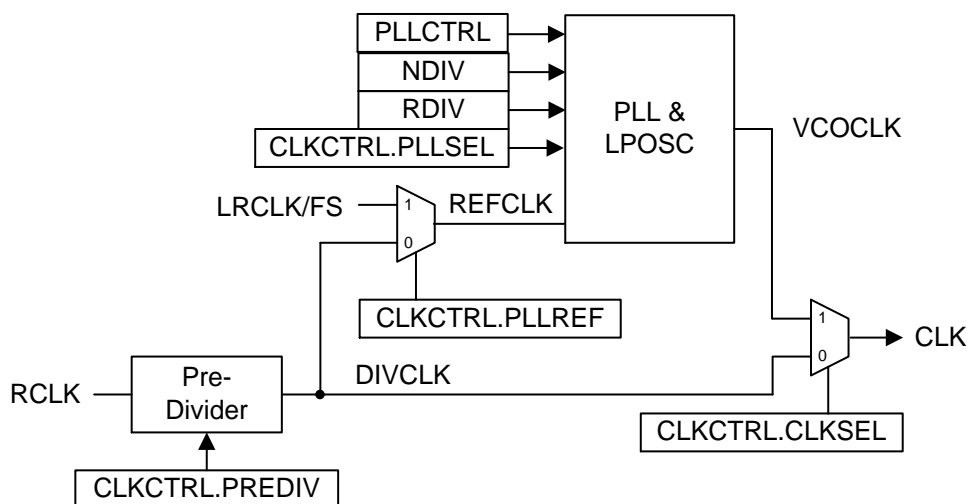 PLLCTRL
NDIV
RDIV
CLKCTRL.PLLSEL
PLL &
LPOSC
VCOCLK
LRCLK/FS
1
0
REFCLK
CLKCTRL.PLLREF
1
0
CLK
RCLK
Pre-
Divider
DIVCLK
CLKCTRL.CLKSEL
CLKCTRL.PREDIV